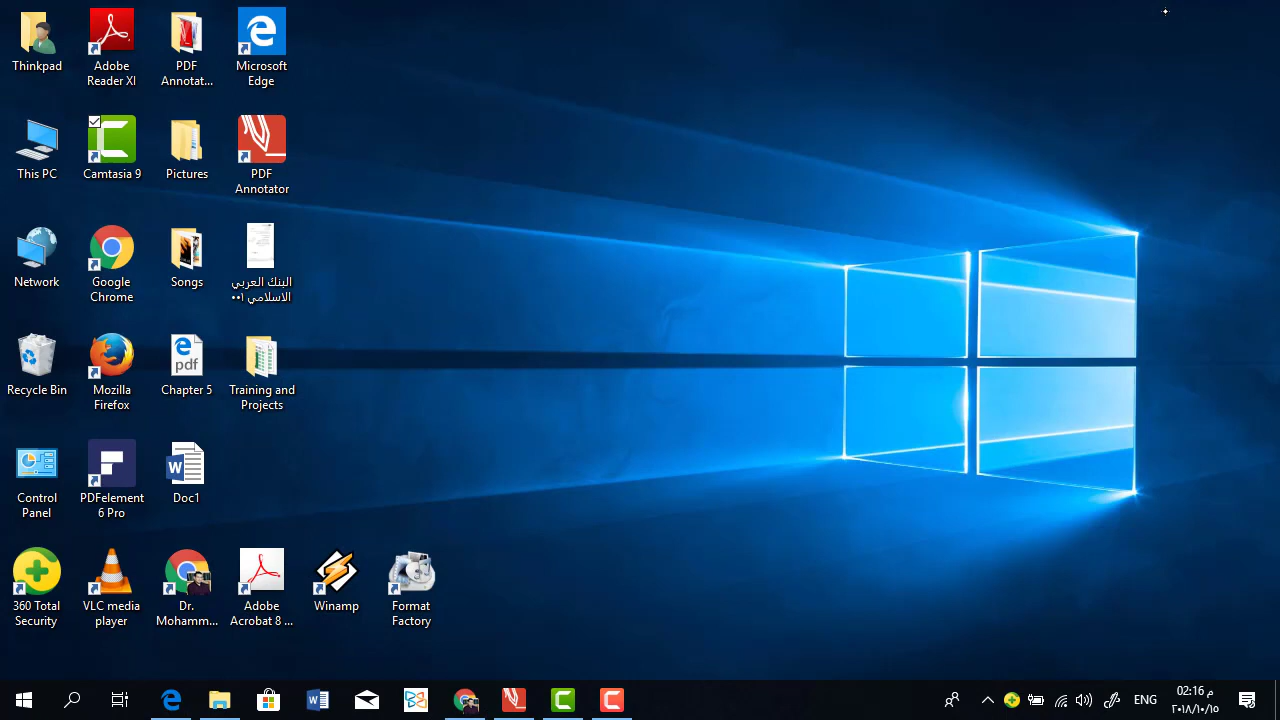 Thinkpad
Adobe
Reader XI
PDF
Annotat...
Microsoft
Edge
This PC
Camtasia 9
Pictures
PDF
Annotator
Network
Google
Chrome
Songs
البنك العربي
الاسلامي ٠٠١
Recycle Bin
Mozilla
Firefox
pdf
Chapter 5
Training and
Projects
Control
Panel
PDFelement
6 Pro
Doc1
360 Total
Security
VLC media
player
Dr.
Mohamm...
Adobe
Acrobat 8 ...
Winamp
Format
Factory
ENG
02:16 م
٢٠١٨/١٠/١٥